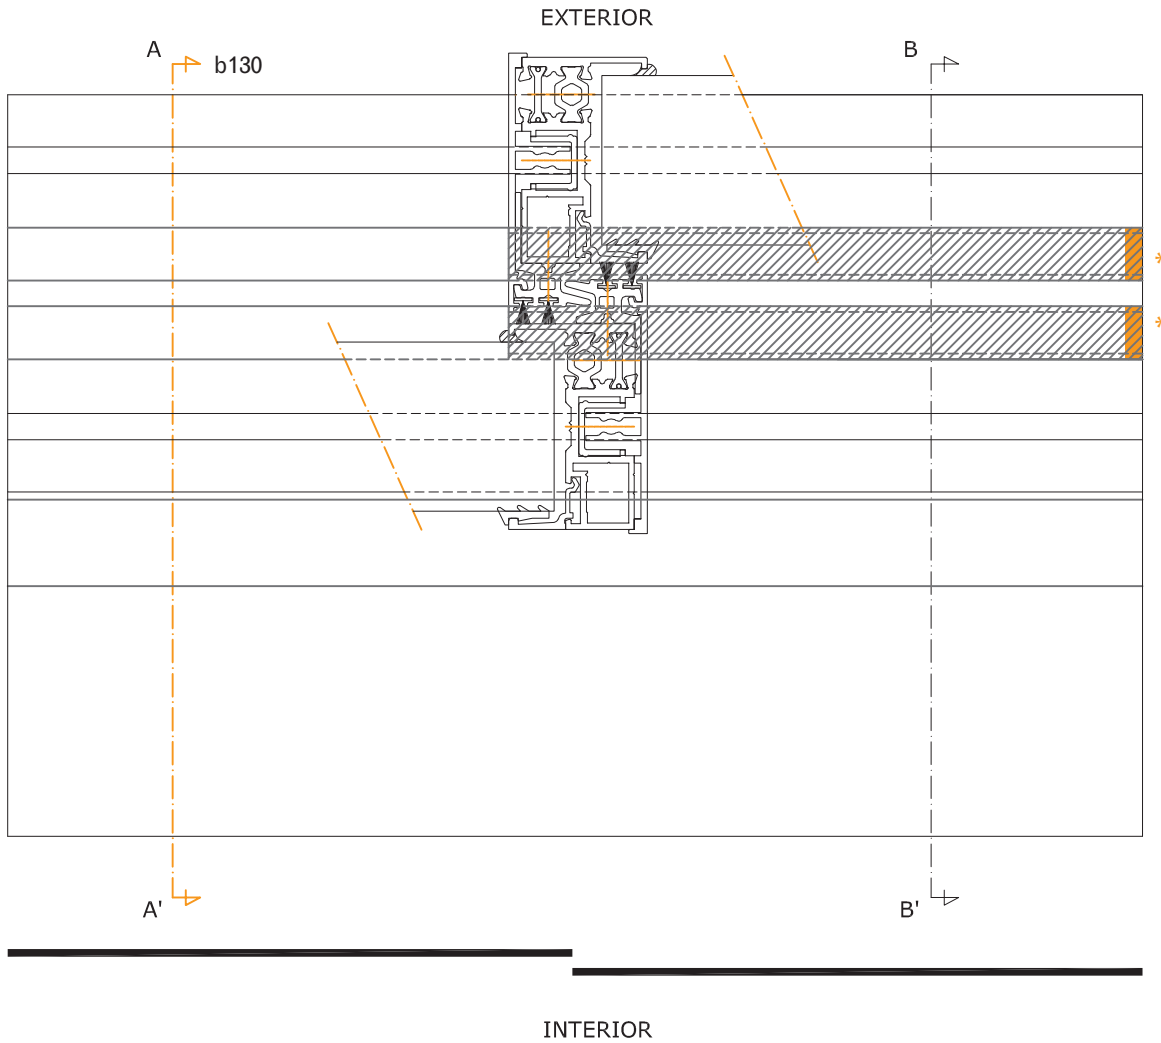 EXTERIOR
A
b130
B
*
*
A'
B'
INTERIOR